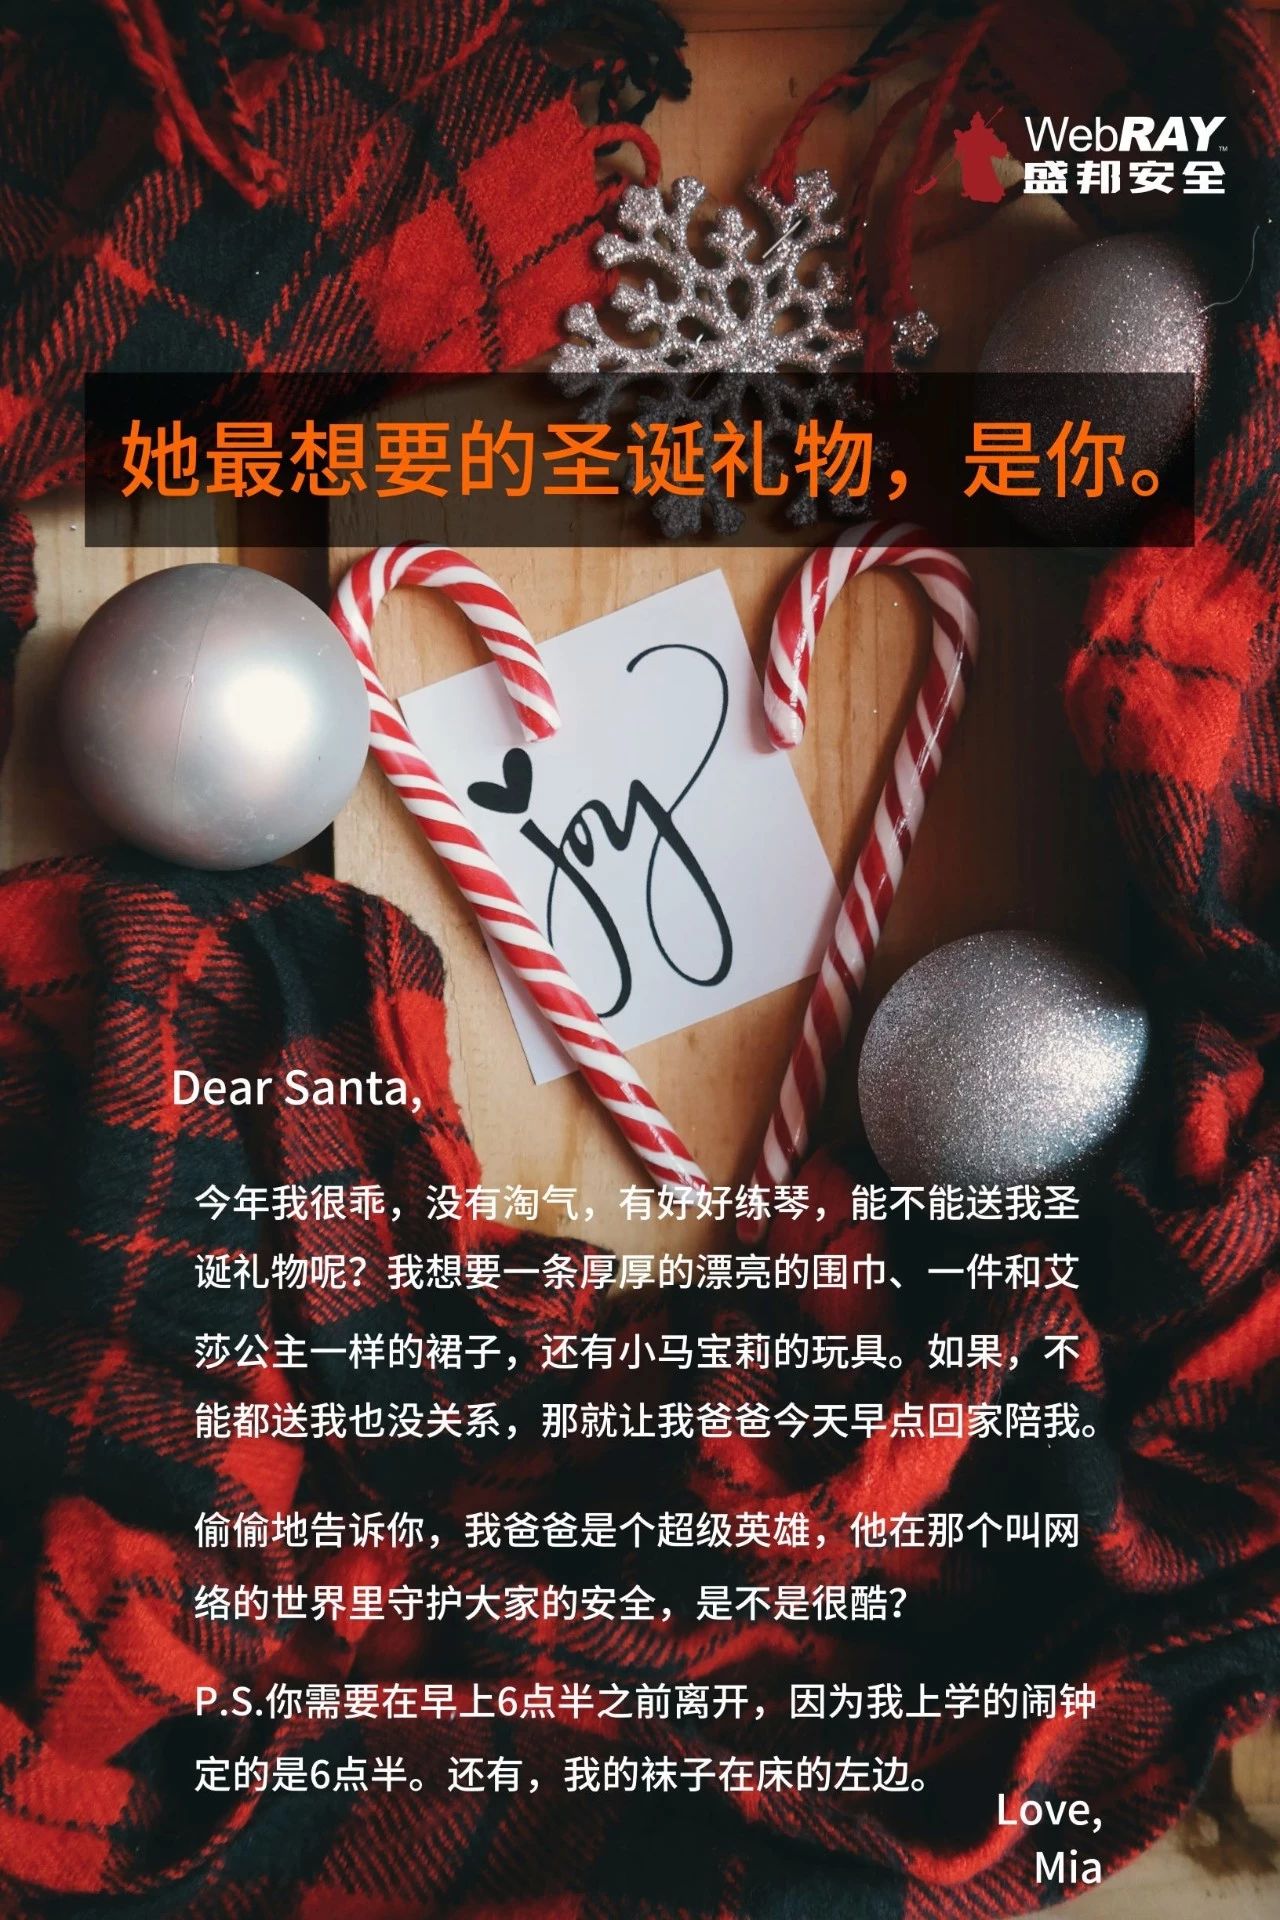 WebRAY™
盛邦安全
她最想要的圣诞礼物，是你。
joy
Dear Santa,
今年我很乖，没有淘气，有好好练琴，能不能送我圣
诞礼物呢？我想要一条厚厚的漂亮的围巾、一件和艾
莎公主一样的裙子，还有小马宝莉的玩具。如果，不
能都送我也没关系，那就让我爸爸今天早点回家陪我。
偷偷地告诉你，我爸爸是个超级英雄，他在那个叫网
络的世界里守护大家的安全，是不是很酷？
P.S.你需要在早上6点半之前离开，因为我上学的闹钟
定的是6点半。还有，我的袜子在床的左边。
Love,
Mia